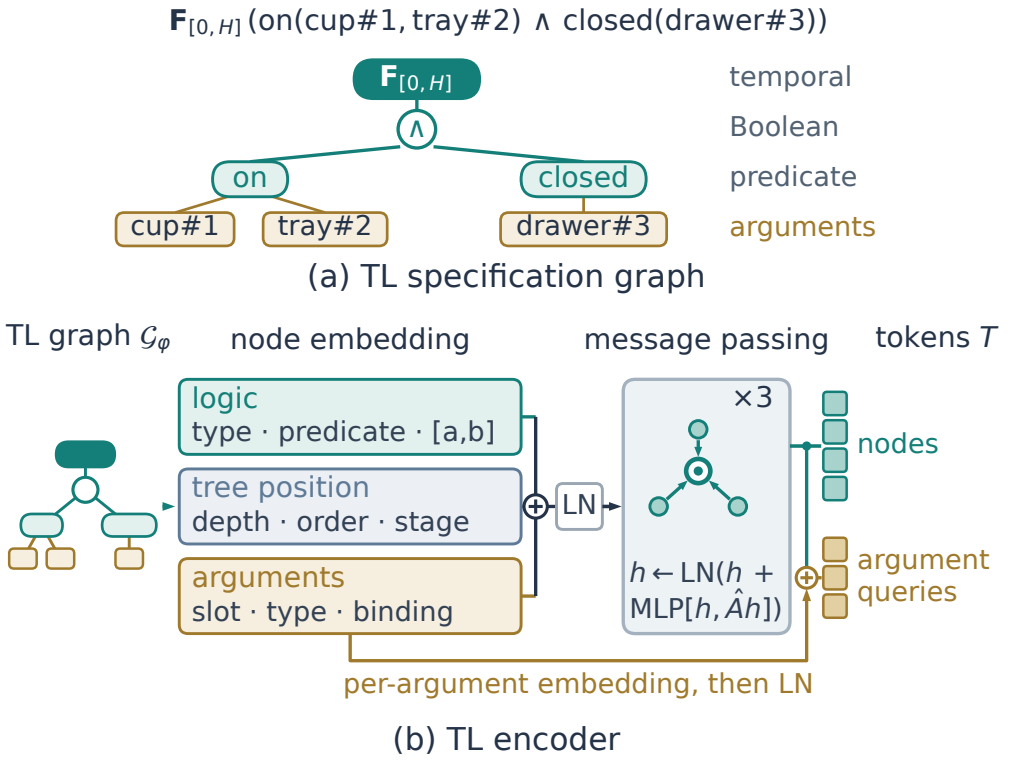 F[0, H] (on(cup#1, tray#2) ∧ closed(drawer#3))
F[0, H]
temporal
∧
Boolean
on
closed
predicate
cup#1
tray#2
drawer#3
arguments
(a) TL specification graph
TL graph 𝒢φ
node embedding
message passing
tokens T
logic
type · predicate · [a,b]
tree position
depth · order · stage
arguments
slot · type · binding
LN
×3
h ← LN(h +
MLP[h, Âh])
nodes
argument
queries
per-argument embedding, then LN
(b) TL encoder